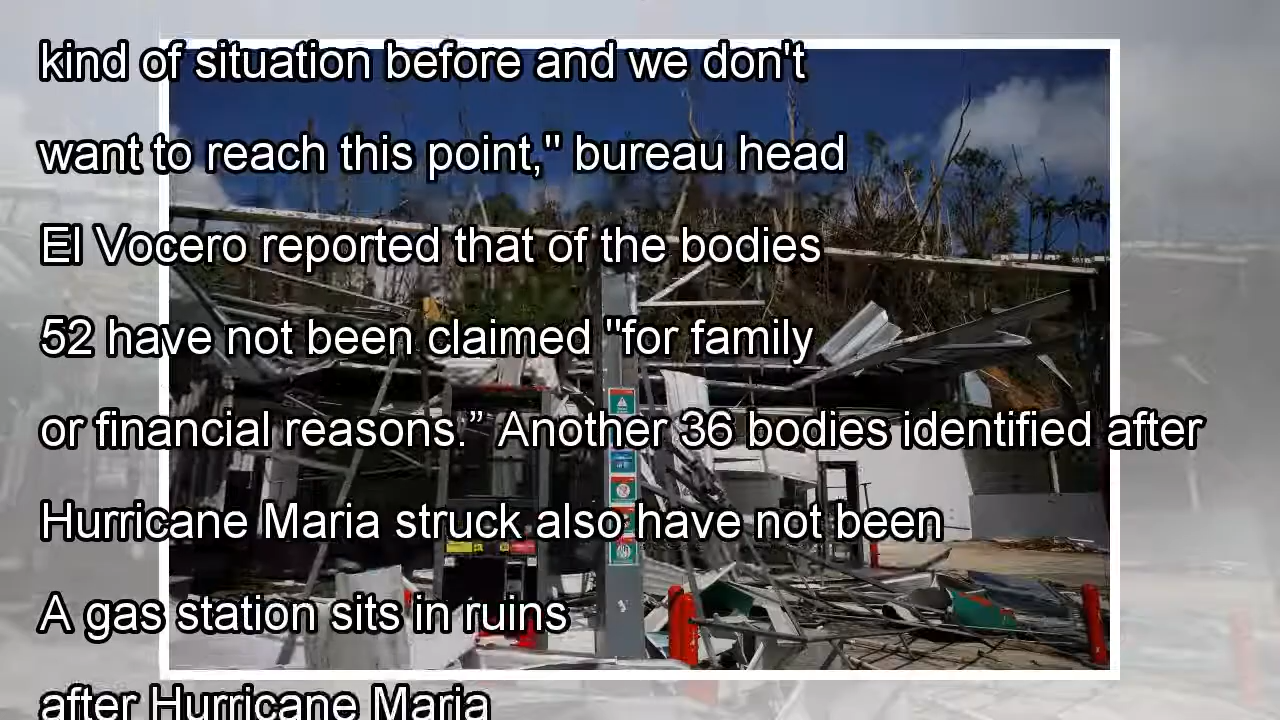 kind of situation before and we don't
want to reach this point," bureau head
El Vocero reported that of the bodies
52 have not been claimed "for family
or financial reasons.” Another 36 bodies identified after
Hurricane Maria struck also have not been
A gas station sits in ruins
after Hurricane Maria